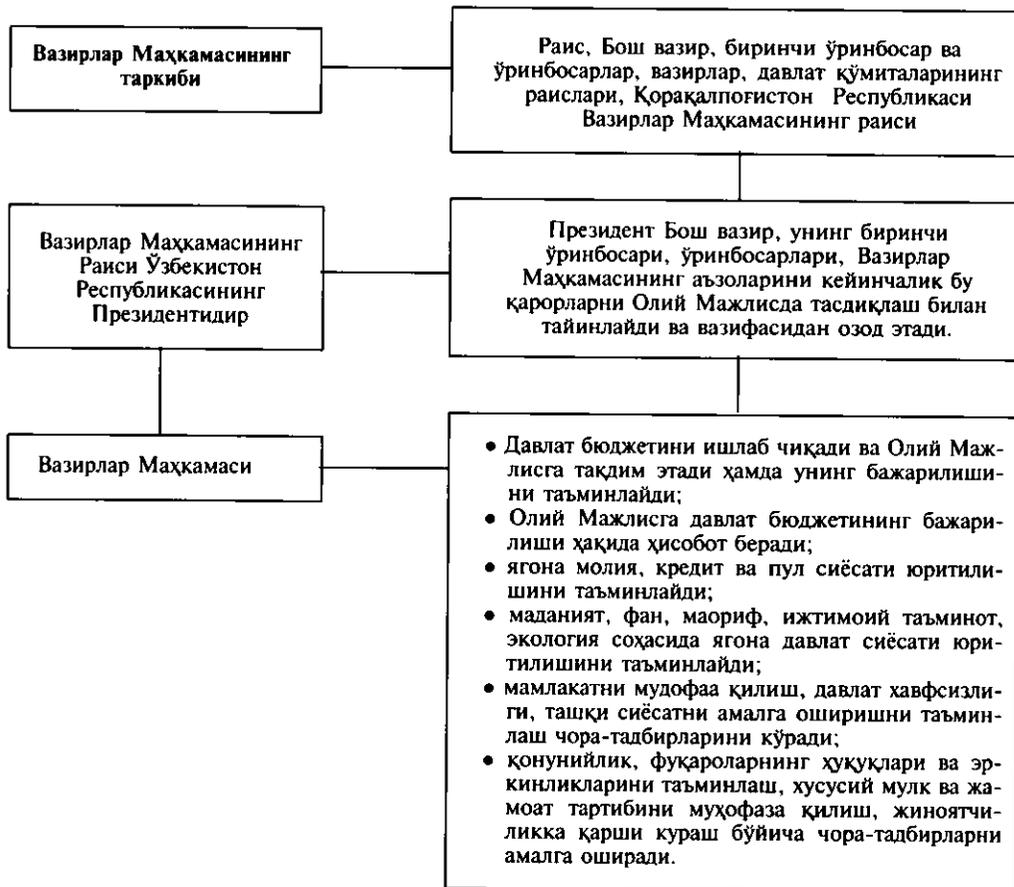 Вазирлар Маҳкамасининг
таркиби
Раис, Бош вазир, биринчи ўринбосар ва
ўринбосарлар, вазирлар, давлат қўмиталарининг
раислари, Қорақалпоғистон Республикаси
Вазирлар Маҳкамасининг раиси
Вазирлар Маҳкамасининг
Раиси Ўзбекистон
Республикасининг
Президентидир
Президент Бош вазир, унинг биринчи
ўринбосари, ўринбосарлари, Вазирлар
Маҳкамасининг аъзоларини кейинчалик бу
қарорларни Олий Мажлисда тасдиқлаш билан
тайинлайди ва вазифасидан озод этади.
Вазирлар Маҳкамаси
• Давлат бюджетини ишлаб чиқади ва Олий Маж-
лисга тақдим этади ҳамда унинг бажарилиши-
ни таъминлайди;
• Олий Мажлисга давлат бюджетининг бажари-
лиши ҳақида ҳисобот беради;
• ягона молия, кредит ва пул сиёсати юритили-
шини таъминлайди;
• маданият, фан, маориф, ижтимоий таъминот,
экология соҳасида ягона давлат сиёсати юри-
тилишини таъминлайди;
• мамлакатни мудофаа қилиш, давлат хавфсизли-
ги, ташқи сиёсатни амалга оширишни таъмин-
лаш чора-тадбирларини кўради;
• қонунийлик, фуқароларнинг ҳуқуқлари ва эр-
кинликларини таъминлаш, хусусий мулк ва жа-
моат тартибини муҳофаза қилиш, жиноятчи-
ликка қарши кураш бўйича чора-тадбирларни
амалга оширади.